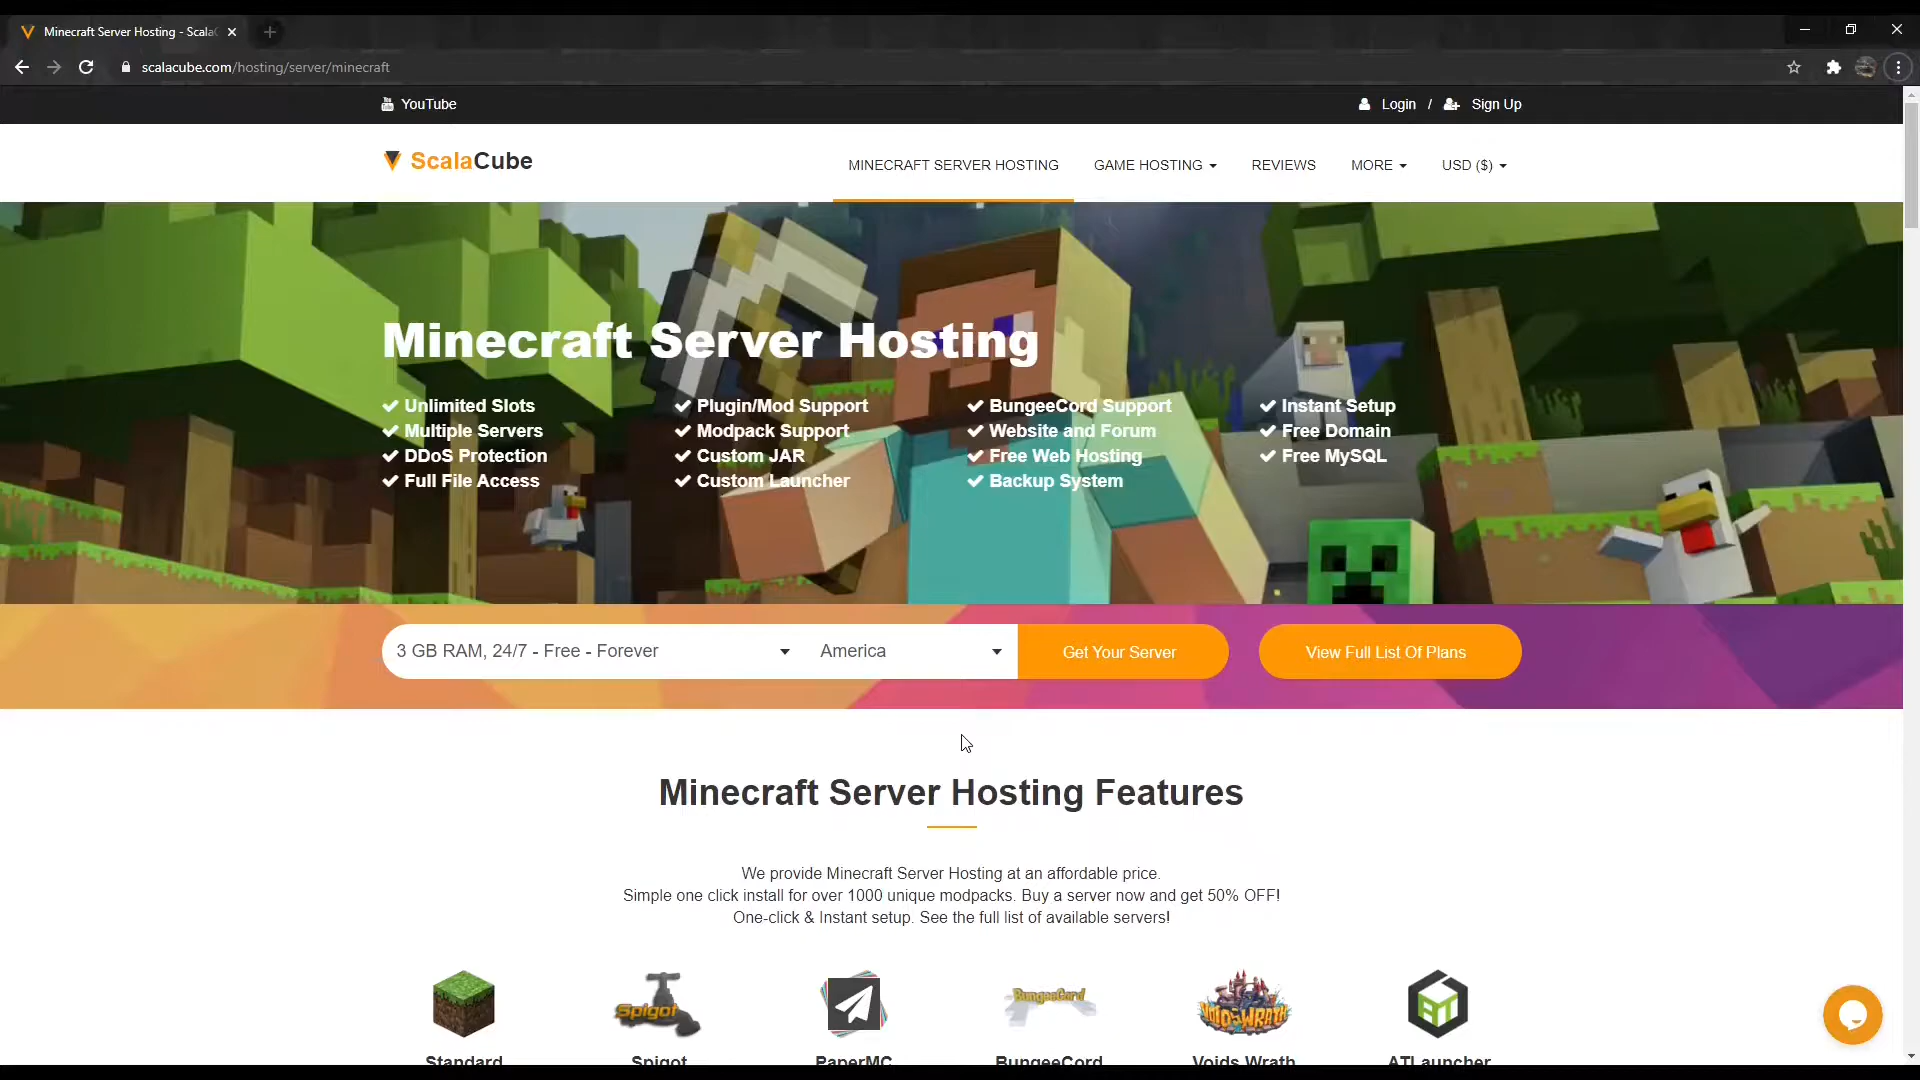 Minecraft Server Hosting - Scala
scalacube.com/hosting/server/minecraft
YouTube
Login / Sign Up
ScalaCube
MINECRAFT SERVER HOSTING
GAME HOSTING
REVIEWS
MORE
USD ($)
Minecraft Server Hosting
Unlimited Slots
Multiple Servers
DDoS Protection
Full File Access
Plugin/Mod Support
Modpack Support
Custom JAR
Custom Launcher
BungeeCord Support
Website and Forum
Free Web Hosting
Backup System
Instant Setup
Free Domain
Free MySQL
3 GB RAM, 24/7 - Free - Forever
America
Get Your Server
View Full List Of Plans
Minecraft Server Hosting Features
We provide Minecraft Server Hosting at an affordable price.
Simple one click install for over 1000 unique modpacks. Buy a server now and get 50% OFF!
One-click & Instant setup. See the full list of available servers!
Spigot
BungeeCord
VOIDSWRATH
Standard
Spigot
PaperMC
BungeeCord
Voids Wrath
ATLauncher